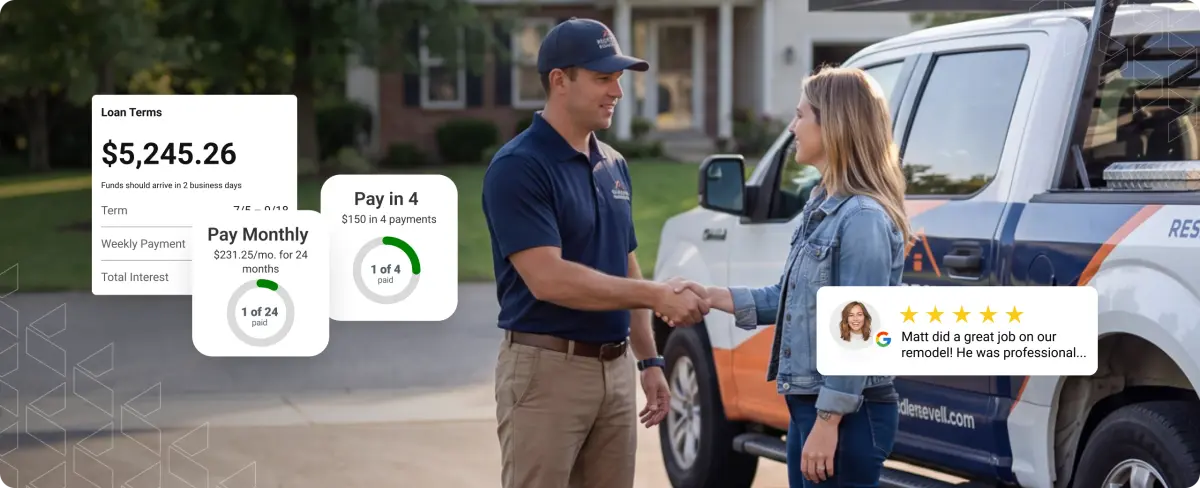 Loan Terms
$5,245.26
Funds should arrive in 2 business days
Term
Weekly Payment
Total Interest
Pay Monthly
$231.25/mo. for 24
months
1 of 24
paid
Pay in 4
$150 in 4 payments
1 of 4
paid
Matt did a great job on our
remodel! He was professional...
RES